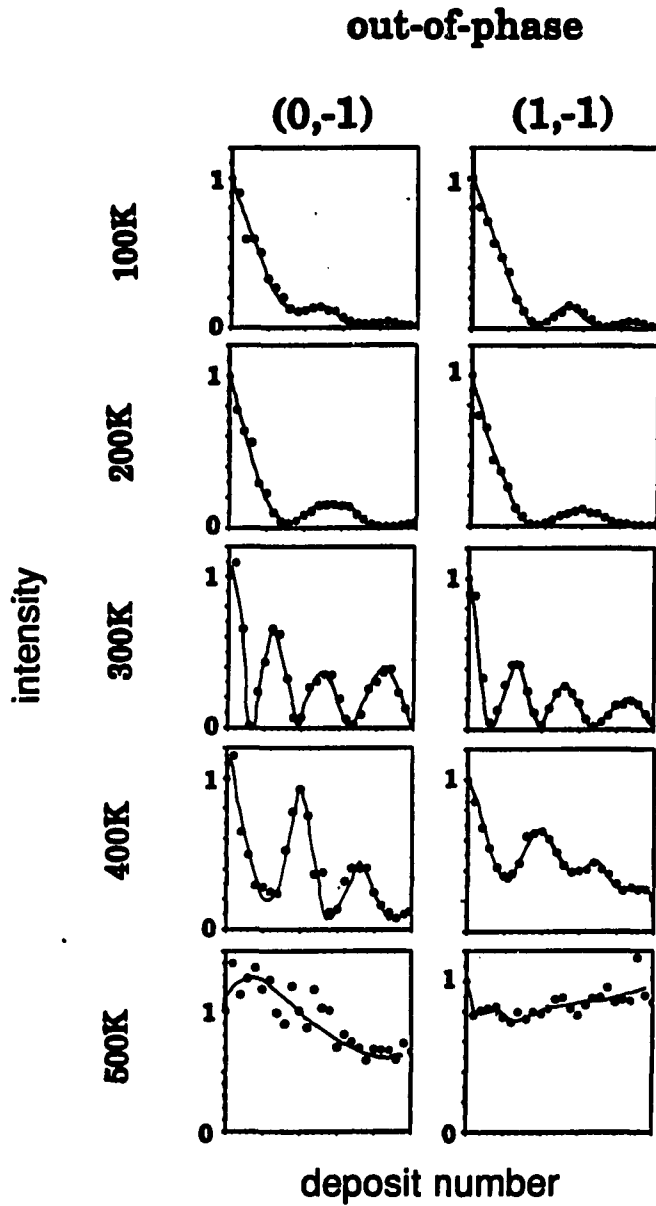 out-of-phase
(0,-1) (1,-1)
100K
1 1
0
200K
1 1
0
intensity
300K
1 1
0
400K
1 1
0
500K
1 1
0 0
deposit number